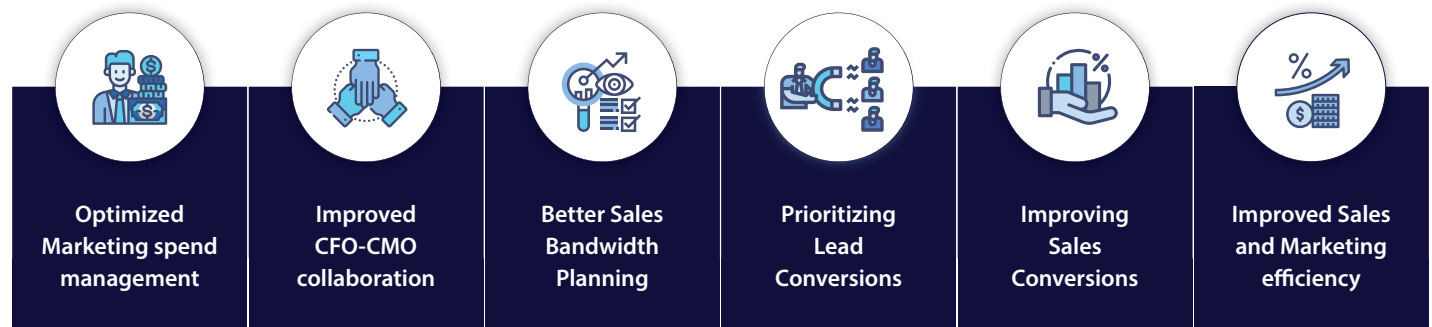 Optimized
Marketing spend
management
Improved
CFO-CMO
collaboration
Better Sales
Bandwidth
Planning
Prioritizing
Lead
Conversions
Improving
Sales
Conversions
Improved Sales
and Marketing
efficiency
$
$
%
%
$